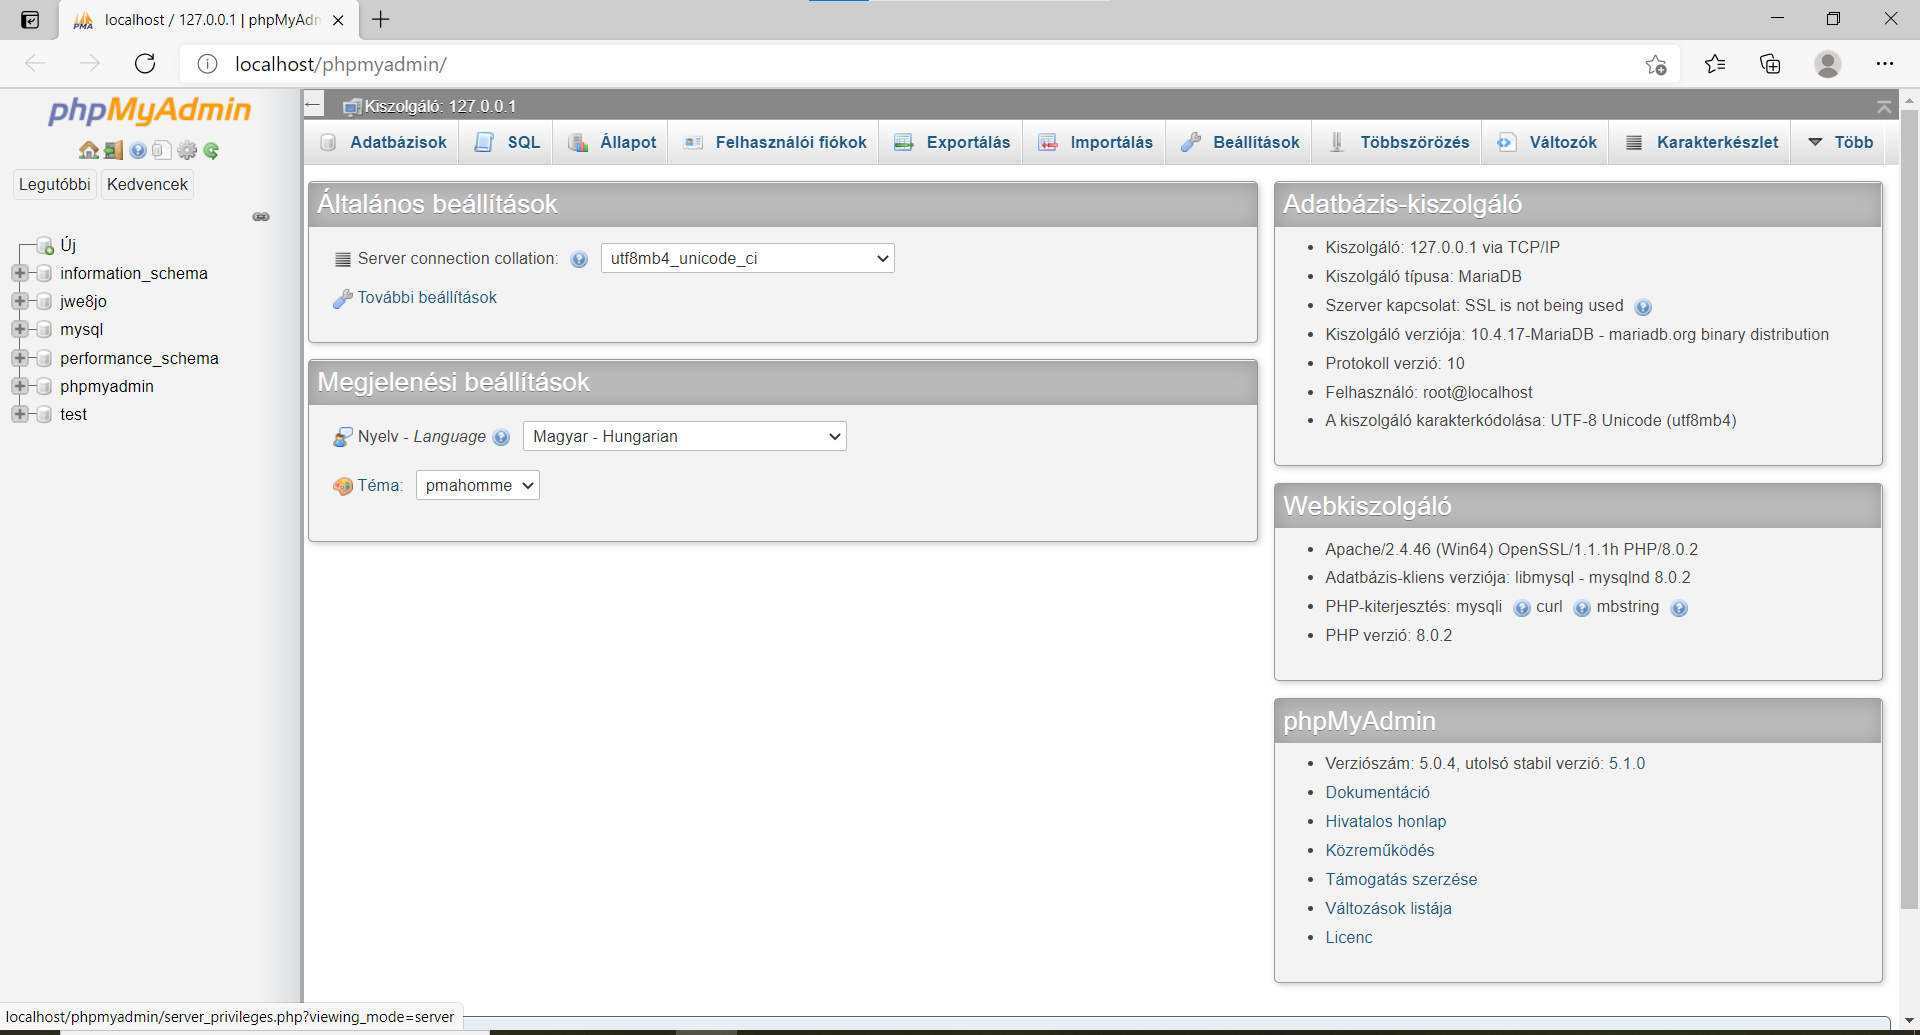 localhost / 127.0.0.1 | phpMyAdn
localhost/phpmyadmin/
phpMyAdmin
Legutóbbi Kedvencek
Új
information_schema
jwe8jo
mysql
performance_schema
phpmyadmin
test
Kiszolgáló: 127.0.0.1
Adatbázisok SQL Állapot Felhasználói fiókok Exportálás Importálás Beállítások Többszörözés Változók Karakterkészlet Több
Általános beállítások
Server connection collation: utf8mb4_unicode_ci
További beállítások
Megjelenési beállítások
Nyelv - Language Magyar - Hungarian
Téma: pmahomme
Adatbázis-kiszolgáló
Kiszolgáló: 127.0.0.1 via TCP/IP
Kiszolgáló típusa: MariaDB
Szerver kapcsolat: SSL is not being used
Kiszolgáló verziója: 10.4.17-MariaDB - mariadb.org binary distribution
Protokoll verzió: 10
Felhasználó: root@localhost
A kiszolgáló karakterkódolása: UTF-8 Unicode (utf8mb4)
Webkiszolgáló
Apache/2.4.46 (Win64) OpenSSL/1.1.1h PHP/8.0.2
Adatbázis-kliens verziója: libmysql - mysqlnd 8.0.2
PHP-kiterjesztés: mysqli curl mbstring
PHP verzió: 8.0.2
phpMyAdmin
Verziószám: 5.0.4, utolsó stabil verzió: 5.1.0
Dokumentáció
Hivatalos honlap
Közreműködés
Támogatás szerzése
Változások listája
Licenc
localhost/phpmyadmin/server_privileges.php?viewing_mode=server